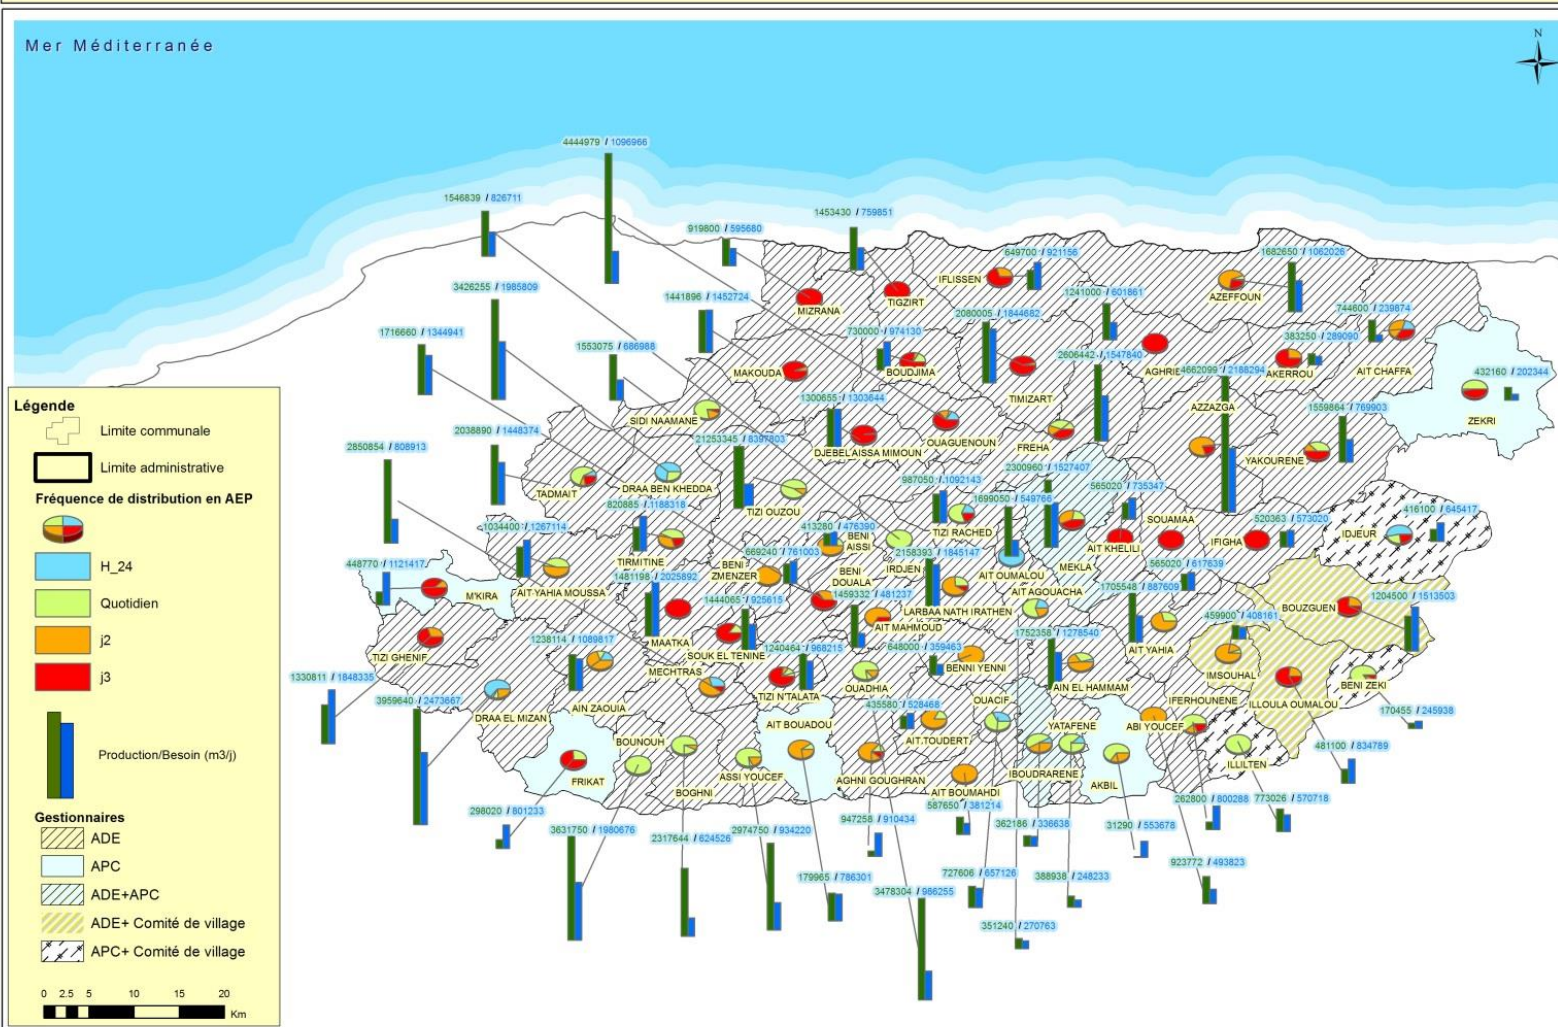 Mer Méditerranée
N
4444979 / 1096966
1546839 / 826711
919800 / 595680
1453430 / 759851
649700 / 921156
1682650 / 1062026
IFLISSEN
AZEFFOUN
MIZRANA
TIGZIRT
3426255 / 1985809
1441896 / 1452724
1241000 / 601861
744600 / 239874
2080005 / 1844682
1716660 / 1344941
730000 / 974130
383250 / 289090
1553075 / 686988
2606442 / 1547840
MAKOUDA
BOUDJIMA
TIMIZART
AKERROU
AIT CHAFFA
4662099 / 2188294
432160 / 202344
1300655 / 1303644
AZZAZGA
1559864 / 769903
ZEKRI
SIDI NAAMANE
2038890 / 1448374
21253345 / 8397803
OUAGUENOUN
FREHA
2850854 / 808913
DJEBEL AISSA MIMOUN
YAKOURENE
2300960 / 1527407
TADMAIT
DRAA BEN KHEDDA
987050 / 1092143
565020 / 735347
820885 / 1188318
TIZI OUZOU
1699050 / 549766
416100 / 645417
1034400 / 1267114
413280 / 476390
TIZI RACHED
SOUAMAA
520363 / 573020
IDJEUR
TIRMITINE
BENI AISSI
AIT KHELILI
IFIGHA
669240 / 761003
2158393 / 1845147
448770 / 1121417
BENI ZMENZER
BENI DOUALA
IRDJEN
AIT OUMALOU
MEKLA
565020 / 617639
1481198 / 2025892
M'KIRA
AIT YAHIA MOUSSA
1459332 / 481237
AIT AGOUACHA
1705548 / 887609
BOUZGUEN
1444065 / 925615
LARBAA NATH IRATHEN
459900 / 408161
1204500 / 1513503
AIT MAHMOUD
1238114 / 1089817
MAATKA
1752358 / 1278540
AIT YAHIA
TIZI GHENIF
1240464 / 968215
648000 / 359463
SOUK EL TENINE
BENNI YENNI
MECHTRAS
IMSOUHAL
1330811 / 1848335
TIZI N'TALATA
OUADHIA
AIN EL HAMMAM
BENI ZEKI
3959640 / 2473667
AIN ZAOUIA
OUACIF
IFERHOUNENE
ILLOULA OUMALOU
DRAA EL MIZAN
435580 / 528468
170455 / 245938
AIT BOUADOU
YATAFENE
ABI YOUCEF
BOUNOUH
AIT.TOUDERT
481100 / 834789
ILLILTEN
IBOUDRARENE
ASSI YOUCEF
AGHNI GOUGHRAN
FRIKAT
AKBIL
BOGHNI
AIT BOUMAHDI
587650 / 381214
262800 / 800288
773026 / 570718
298020 / 801233
947258 / 910434
362186 / 336638
31290 / 553678
3631750 / 1980676
2317644 / 624526
2974750 / 934220
923772 / 493823
179965 / 786301
727606 / 657126
388938 / 248233
3478304 / 986255
351240 / 270763
Légende
Limite communale
Limite administrative
Fréquence de distribution en AEP
H_24
Quotidien
j2
j3
Production/Besoin (m3/j)
Gestionnaires
ADE
APC
ADE+APC
ADE+ Comité de village
APC+ Comité de village
0 2.5 5 10 15 20
Km